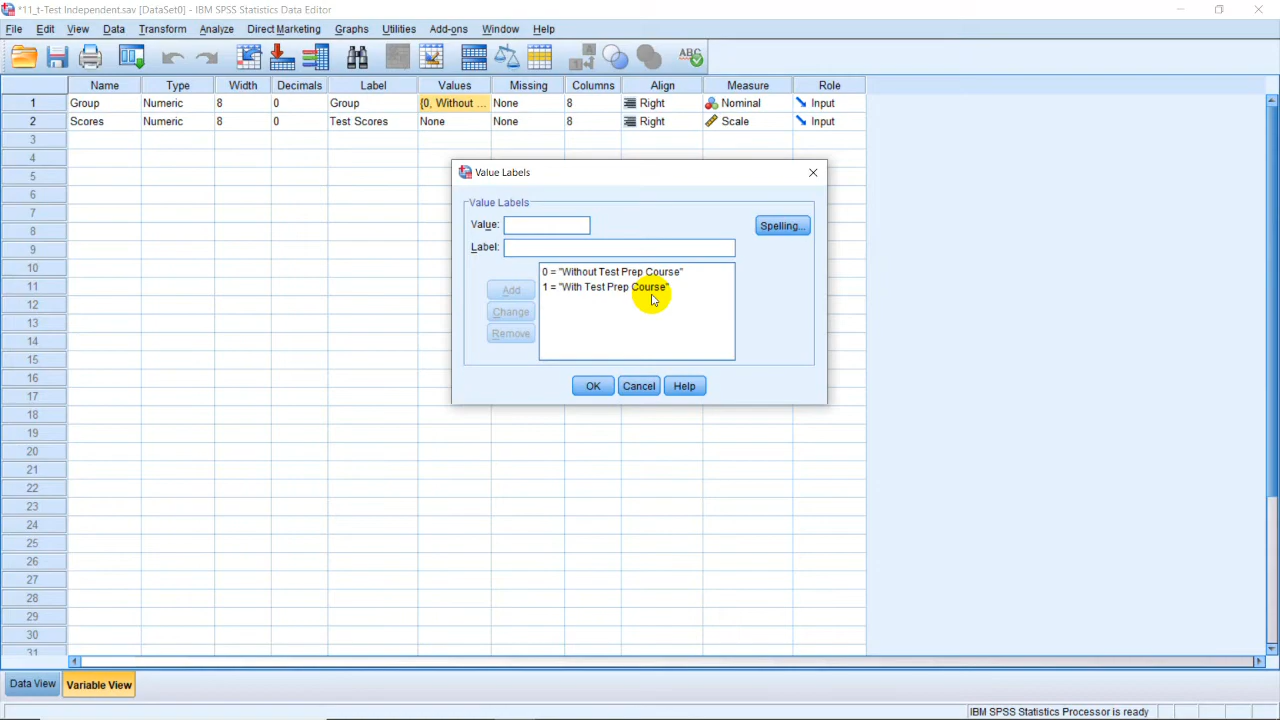 *11_t-Test Independent.sav [DataSet0] - IBM SPSS Statistics Data Editor
File Edit View Data Transform Analyze Direct Marketing Graphs Utilities Add-ons Window Help
Name Type Width Decimals Label Values Missing Columns Align Measure Role
1 Group Numeric 8 0 Group {0, Without ... None 8 Right Nominal Input
2 Scores Numeric 8 0 Test Scores None None 8 Right Scale Input
3
4
5
6
7
8
9
10
11
12
13
14
15
16
17
18
19
20
21
22
23
24
25
26
27
28
29
30
31
Value Labels
Value Labels
Value:
Spelling...
Label:
0 = "Without Test Prep Course"
1 = "With Test Prep Course"
Add
Change
Remove
OK Cancel Help
Data View Variable View
IBM SPSS Statistics Processor is ready